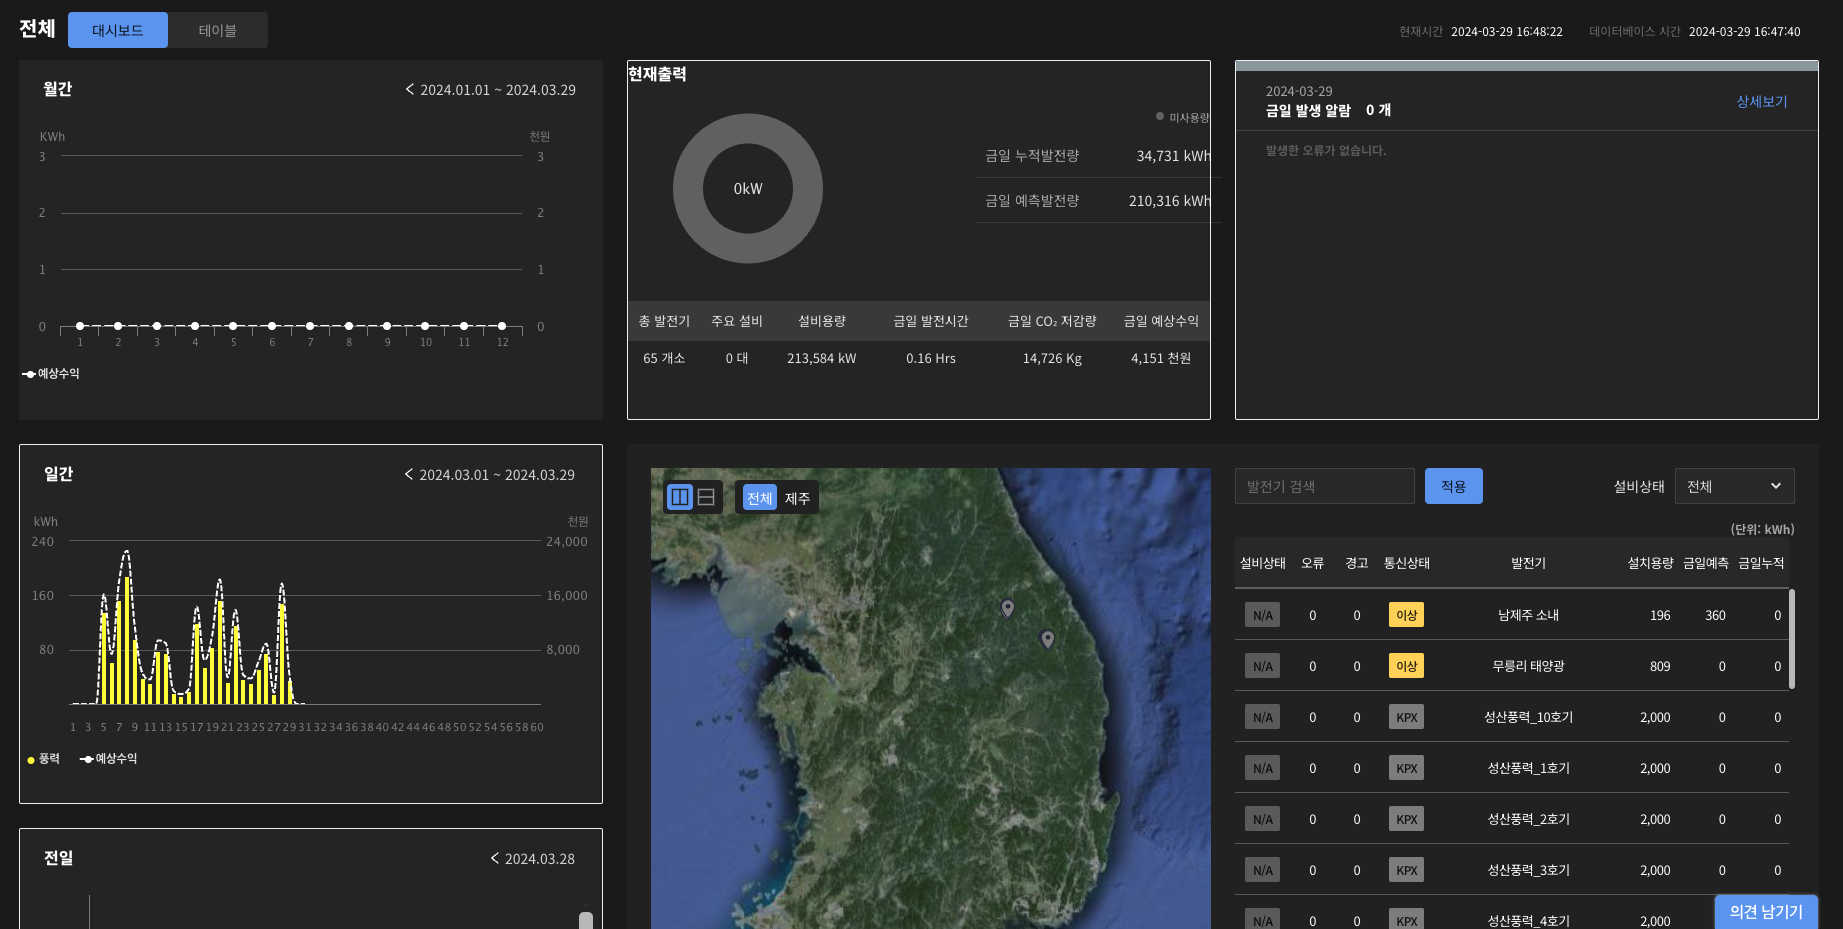 전체 대시보드 테이블 현재시간 2024-03-29 16:48:22 데이터베이스 시간 2024-03-29 16:47:40
월간 < 2024.01.01 ~ 2024.03.29
KWh 천원
3 3
2 2
1 1
0 0
1 2 3 4 5 6 7 8 9 10 11 12
예상수익
현재출력
미사용량
0kW
금일 누적발전량 34,731 kWh
금일 예측발전량 210,316 kWh
총 발전기 주요 설비 설비용량 금일 발전시간 금일 CO₂ 저감량 금일 예상수익
65 개소 0 대 213,584 kW 0.16 Hrs 14,726 Kg 4,151 천원
2024-03-29
금일 발생 알람 0 개 상세보기
발생한 오류가 없습니다.
일간 < 2024.03.01 ~ 2024.03.29
kWh 천원
240 24,000
160 16,000
80 8,000
1 3 5 7 9 11 13 15 17 19 21 23 25 27 29 31 32 34 36 38 40 42 44 46 48 50 52 54 56 58 60
풍력 예상수익
전일 < 2024.03.28
전체 제주
발전기 검색 적용 설비상태 전체
(단위: kWh)
설비상태 오류 경고 통신상태 발전기 설치용량 금일예측 금일누적
N/A 0 0 이상 남제주 소내 196 360 0
N/A 0 0 이상 무릉리 태양광 809 0 0
N/A 0 0 KPX 성산풍력_10호기 2,000 0 0
N/A 0 0 KPX 성산풍력_1호기 2,000 0 0
N/A 0 0 KPX 성산풍력_2호기 2,000 0 0
N/A 0 0 KPX 성산풍력_3호기 2,000 0 0
N/A 0 0 KPX 성산풍력_4호기 2,000
의견 남기기